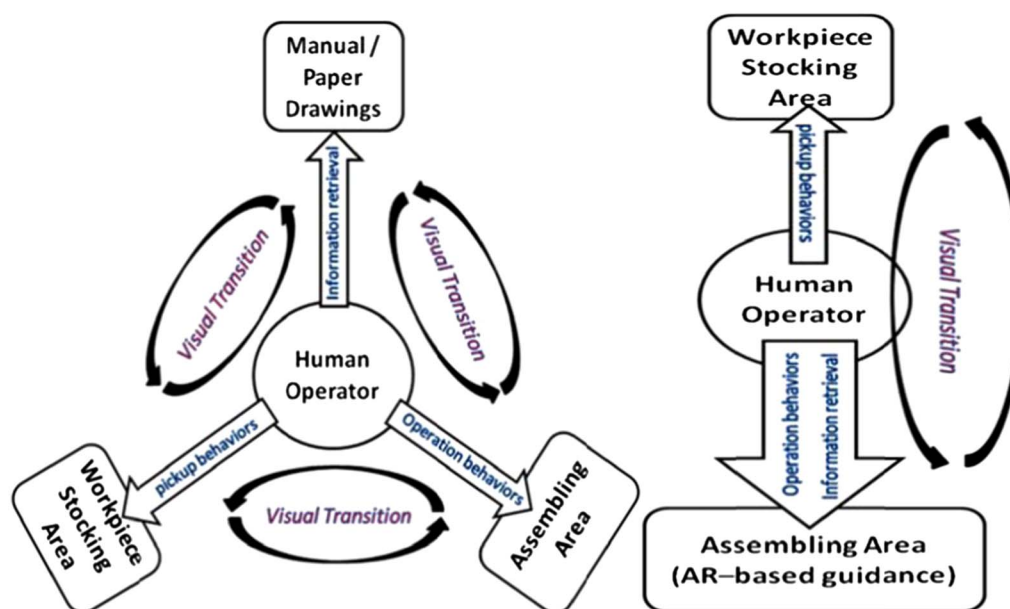 Manual /
Paper
Drawings
Information retrieval
Visual Transition
Visual Transition
Human
Operator
pickup behaviors
Operation behaviors
Workpiece
Stocking
Area
Visual Transition
Assembling
Area
Workpiece
Stocking
Area
pickup behaviors
Human
Operator
Visual Transition
Operation behaviors
Information retrieval
Assembling Area
(AR–based guidance)